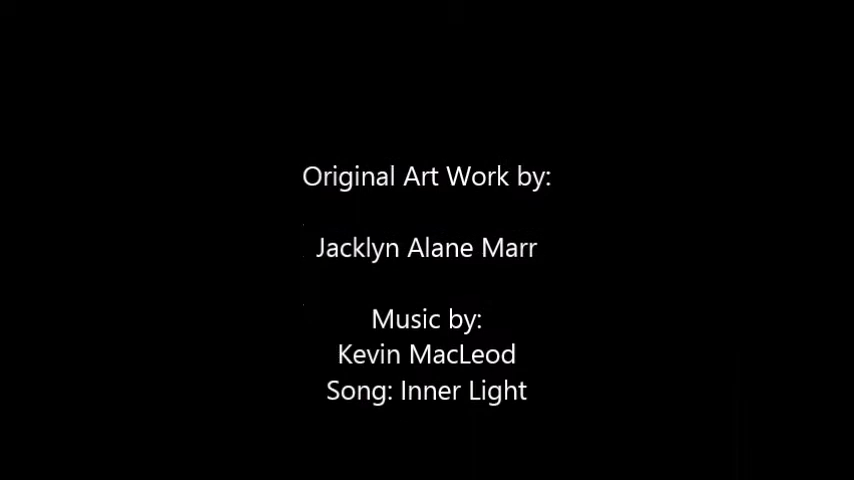 Original Art Work by:
Jacklyn Alane Marr
Music by:
Kevin MacLeod
Song: Inner Light